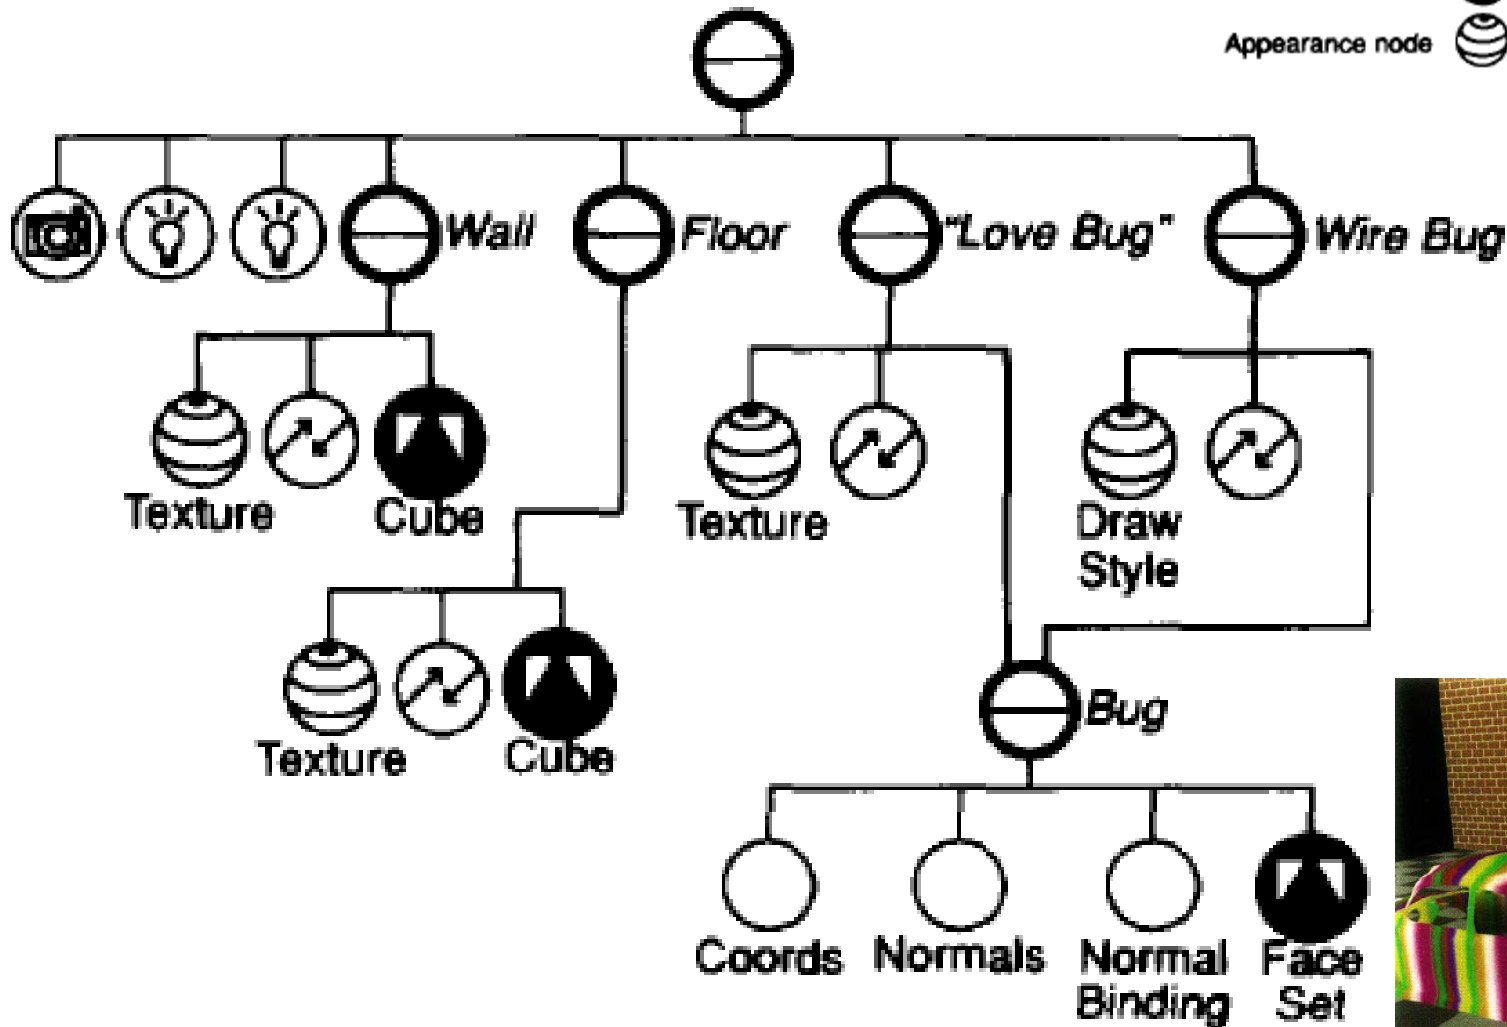 Appearance node
Wall
Floor
"Love Bug"
Wire Bug
Texture
Cube
Texture
Draw
Style
Texture
Cube
Bug
Coords
Normals
Normal
Binding
Face
Set